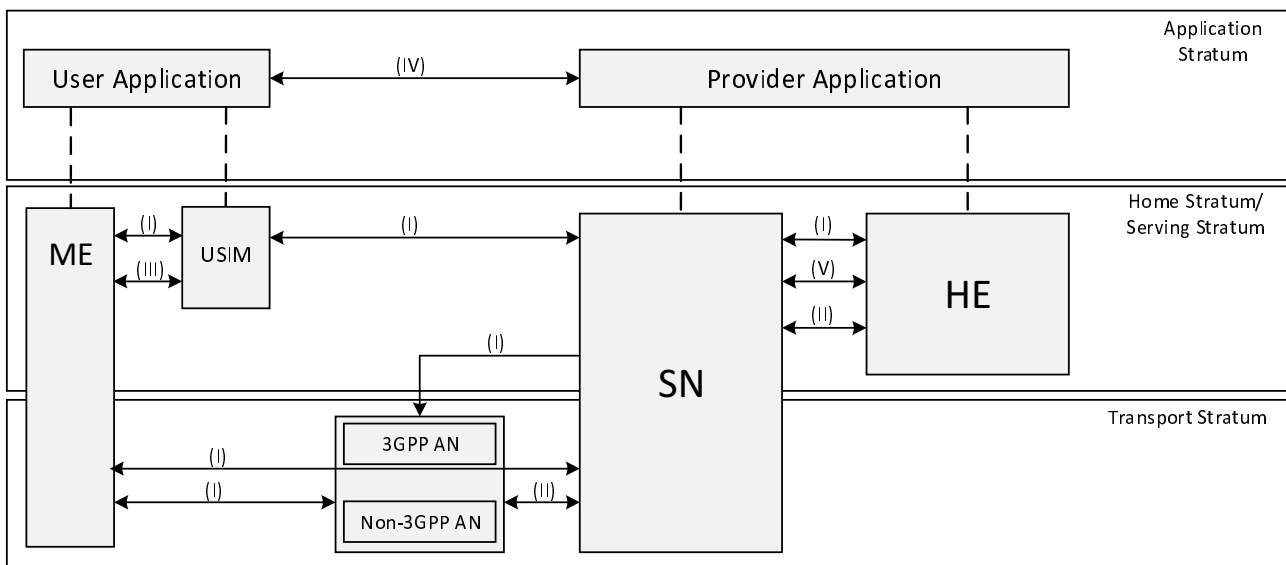 Application
Stratum
User Application
(IV)
Provider Application
Home Stratum/
Serving Stratum
ME
(I)
(III)
USIM
(I)
SN
(I)
(V)
(II)
HE
(I)
Transport Stratum
3GPP AN
(I)
(I)
(II)
Non-3GPP AN